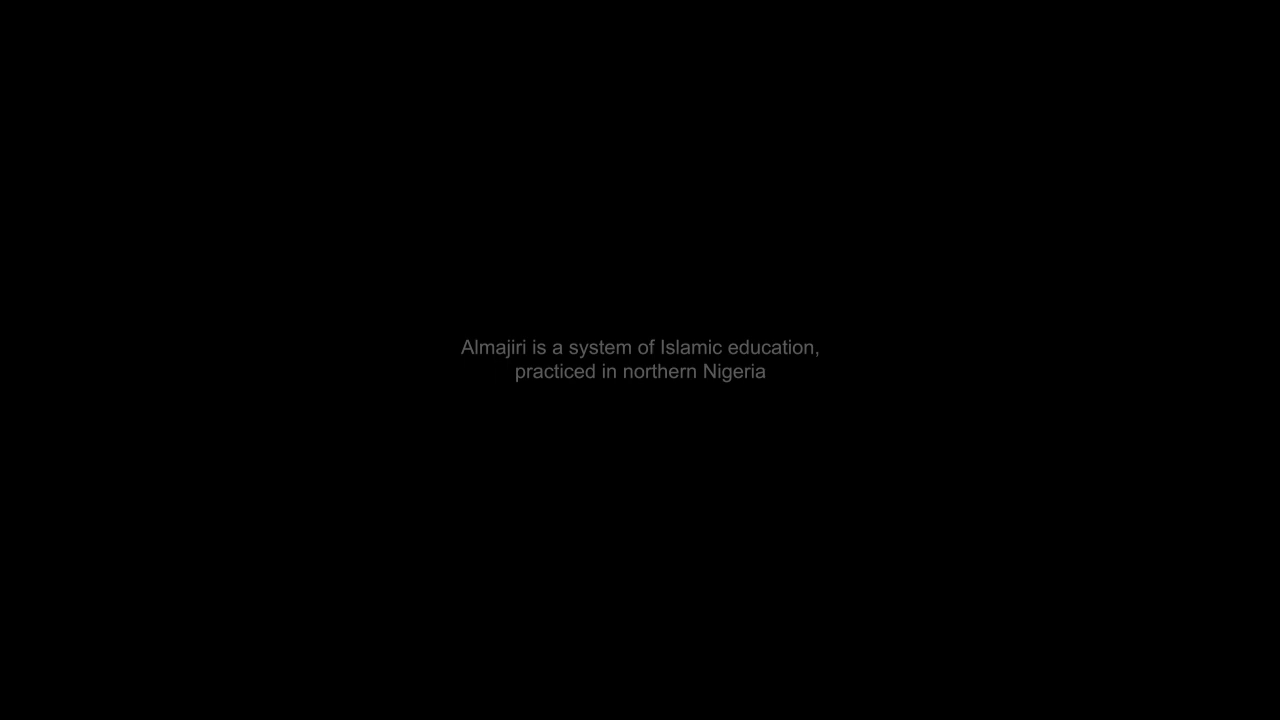 Almajiri is a system of Islamic education,
practiced in northern Nigeria